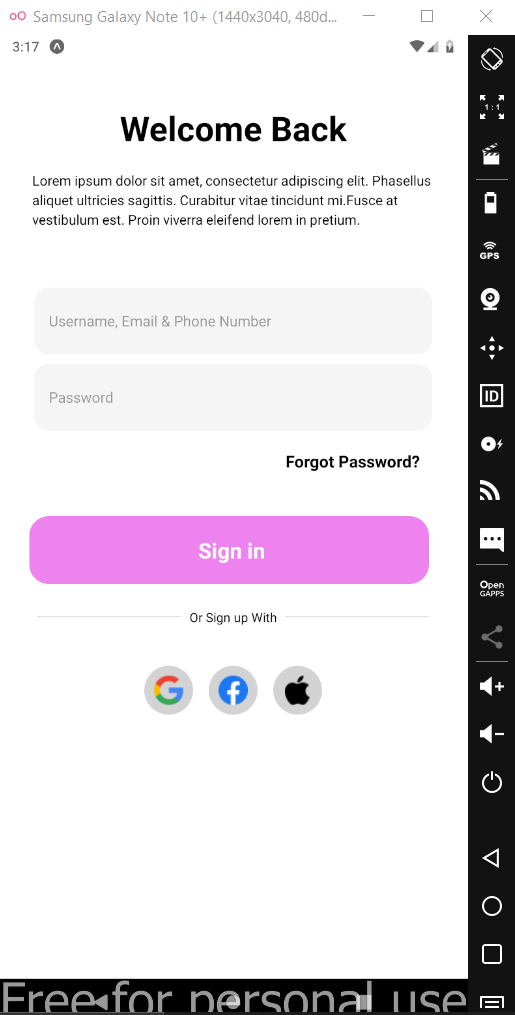 Samsung Galaxy Note 10+ (1440x3040, 480d...
3:17
1:1
Welcome Back
Lorem ipsum dolor sit amet, consectetur adipiscing elit. Phasellus
aliquet ultricies sagittis. Curabitur vitae tincidunt mi.Fusce at
vestibulum est. Proin viverra eleifend lorem in pretium.
GPS
Username, Email & Phone Number
Password
ID
Forgot Password?
Sign in
Open
GAPPS
Or Sign up With
Free for personal use